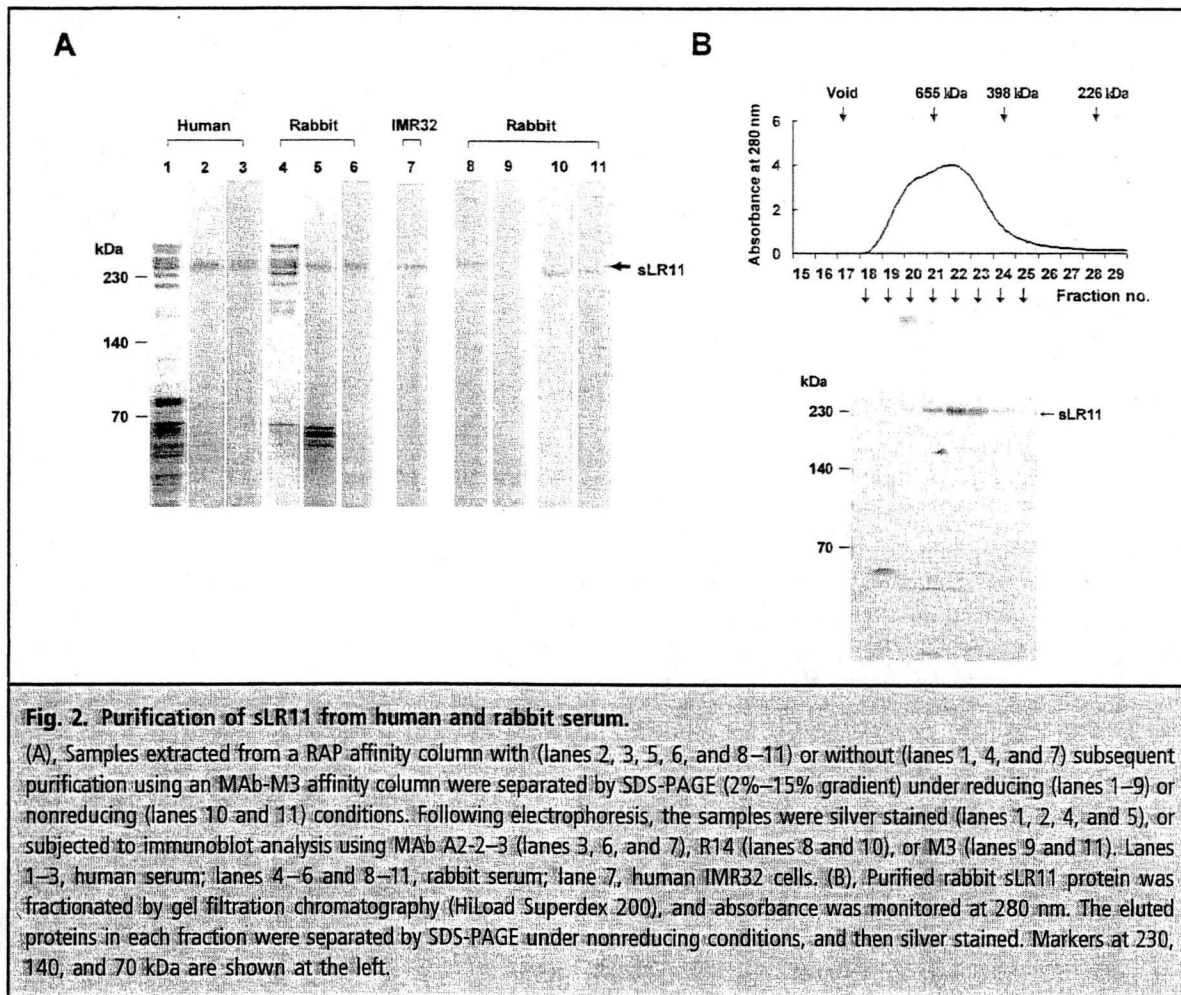 A
Human Rabbit IMR32 Rabbit
1 2 3 4 5 6 7 8 9 10 11
kDa
230
140
70
sLR11
B
Void 655 kDa 398 kDa 226 kDa
Absorbance at 280 nm
6
4
2
0
15 16 17 18 19 20 21 22 23 24 25 26 27 28 29
Fraction no.
kDa
230
140
70
sLR11
Fig. 2. Purification of sLR11 from human and rabbit serum.
(A), Samples extracted from a RAP affinity column with (lanes 2, 3, 5, 6, and 8–11) or without (lanes 1, 4, and 7) subsequent
purification using an MAb-M3 affinity column were separated by SDS-PAGE (2%–15% gradient) under reducing (lanes 1–9) or
nonreducing (lanes 10 and 11) conditions. Following electrophoresis, the samples were silver stained (lanes 1, 2, 4, and 5), or
subjected to immunoblot analysis using MAb A2-2–3 (lanes 3, 6, and 7), R14 (lanes 8 and 10), or M3 (lanes 9 and 11). Lanes
1–3, human serum; lanes 4–6 and 8–11, rabbit serum; lane 7, human IMR32 cells. (B), Purified rabbit sLR11 protein was
fractionated by gel filtration chromatography (HiLoad Superdex 200), and absorbance was monitored at 280 nm. The eluted
proteins in each fraction were separated by SDS-PAGE under nonreducing conditions, and then silver stained. Markers at 230,
140, and 70 kDa are shown at the left.